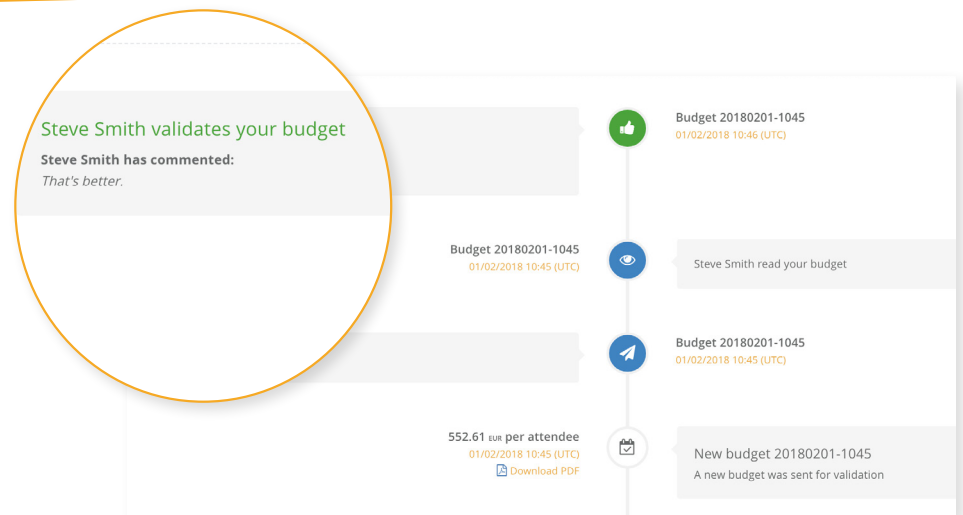 Steve Smith validates your budget
Steve Smith has commented:
That's better.
Budget 20180201-1045
01/02/2018 10:46 (UTC)
Budget 20180201-1045
01/02/2018 10:45 (UTC)
Steve Smith read your budget
Budget 20180201-1045
01/02/2018 10:45 (UTC)
552.61 EUR per attendee
01/02/2018 10:45 (UTC)
Download PDF
New budget 20180201-1045
A new budget was sent for validation